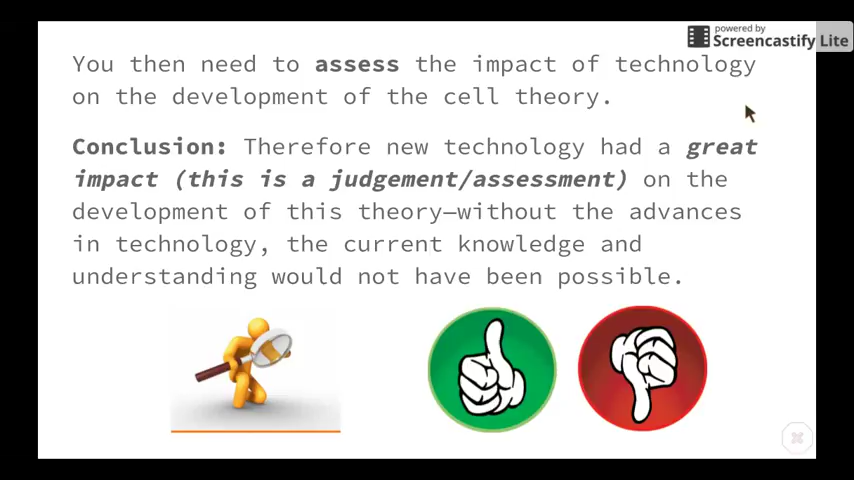 powered by
Screencastify Lite
You then need to assess the impact of technology
on the development of the cell theory.
Conclusion: Therefore new technology had a great
impact (this is a judgement/assessment) on the
development of this theory—without the advances
in technology, the current knowledge and
understanding would not have been possible.